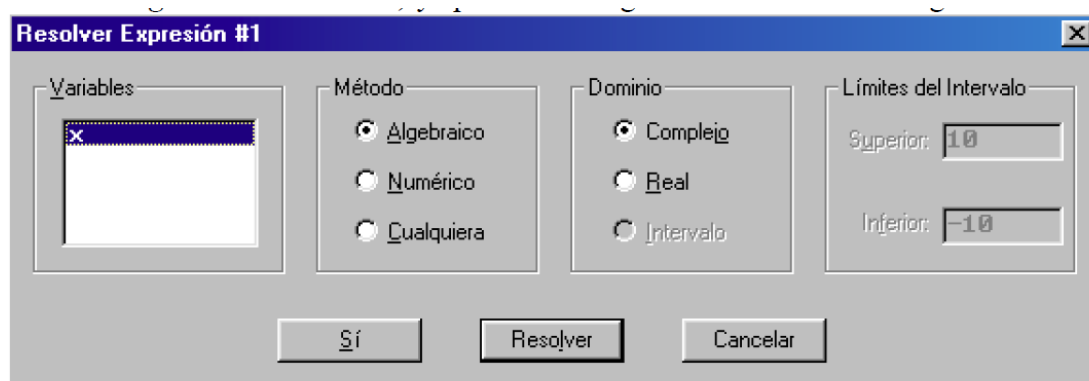 Resolver Expresión #1
Variables Método Dominio Límites del Intervalo
x Algebraico Complejo Superior: 10
Numérico Real
Cualquiera Intervalo Inferior: -10
Sí Resolver Cancelar